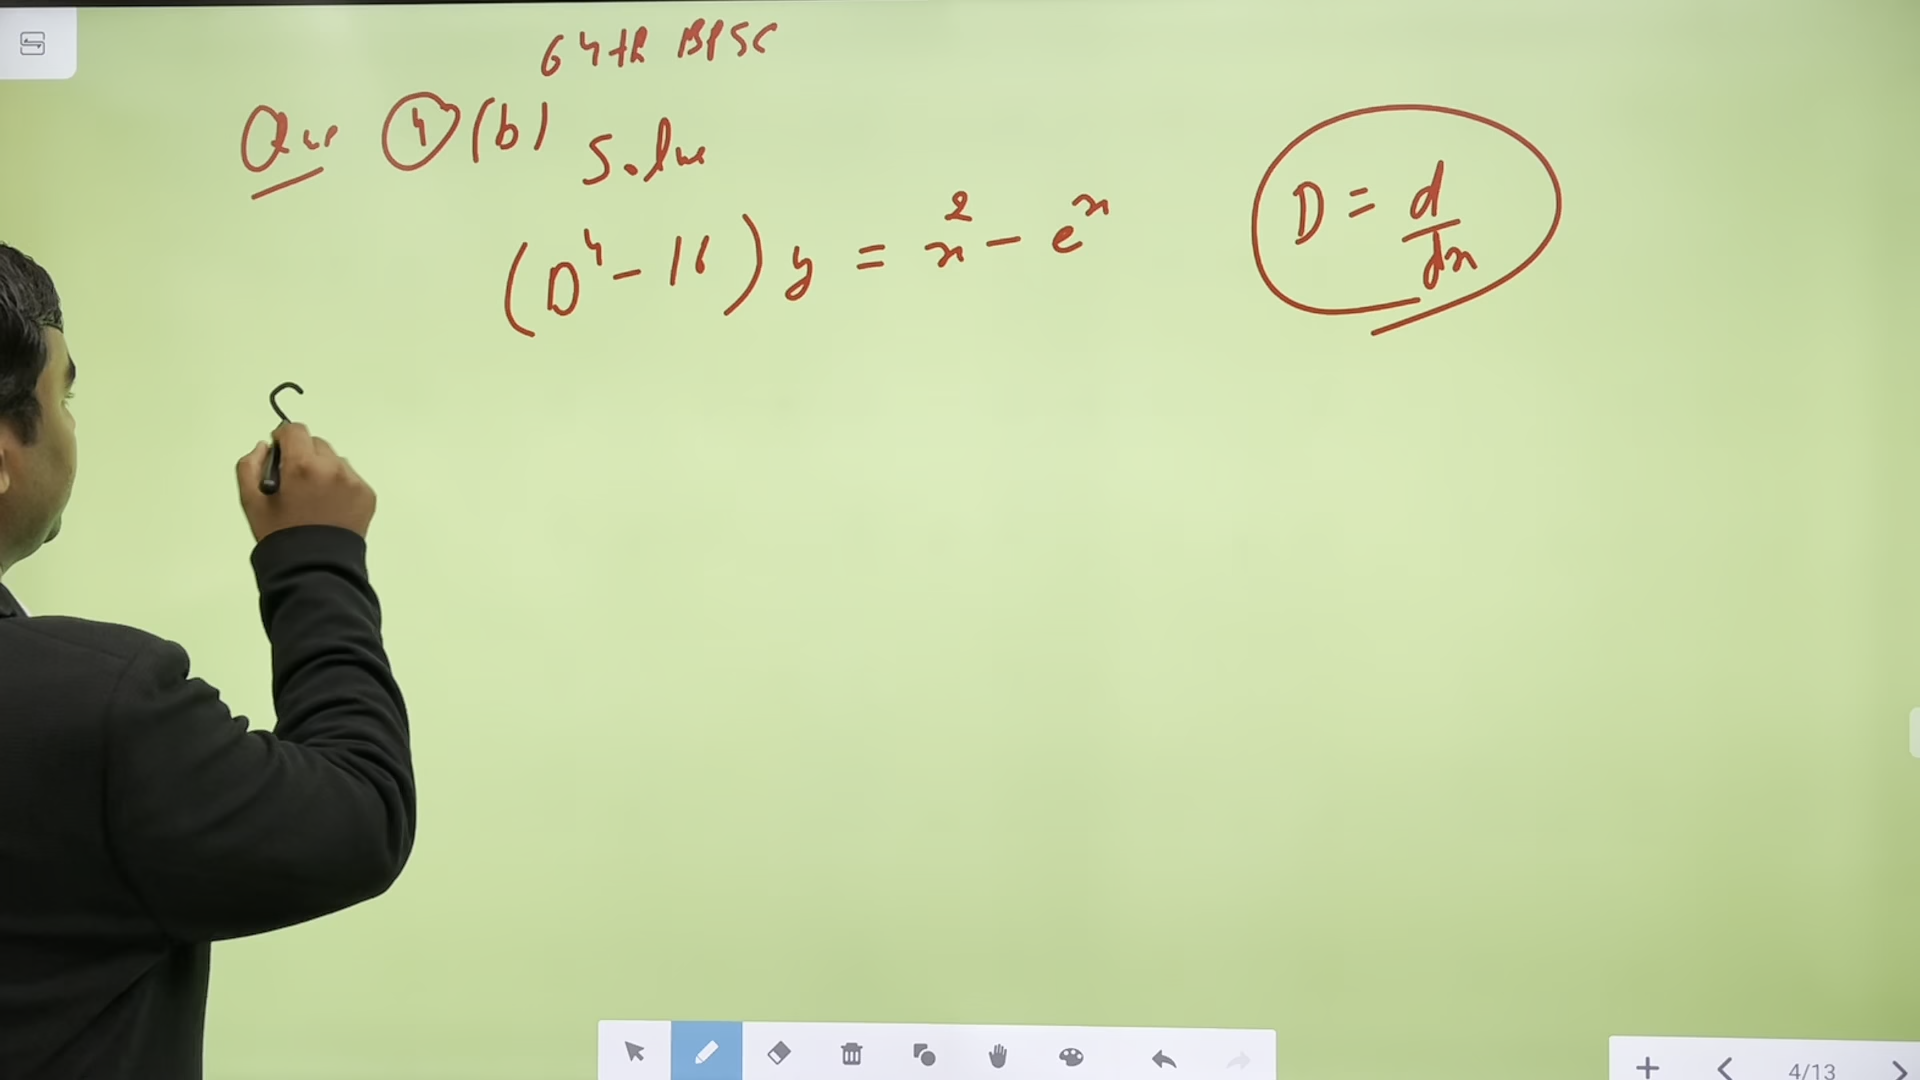 64th BPSC
Que 4 (b) Solve
(D⁴ - 16) y = x² - eˣ
D = d/dx
4/13